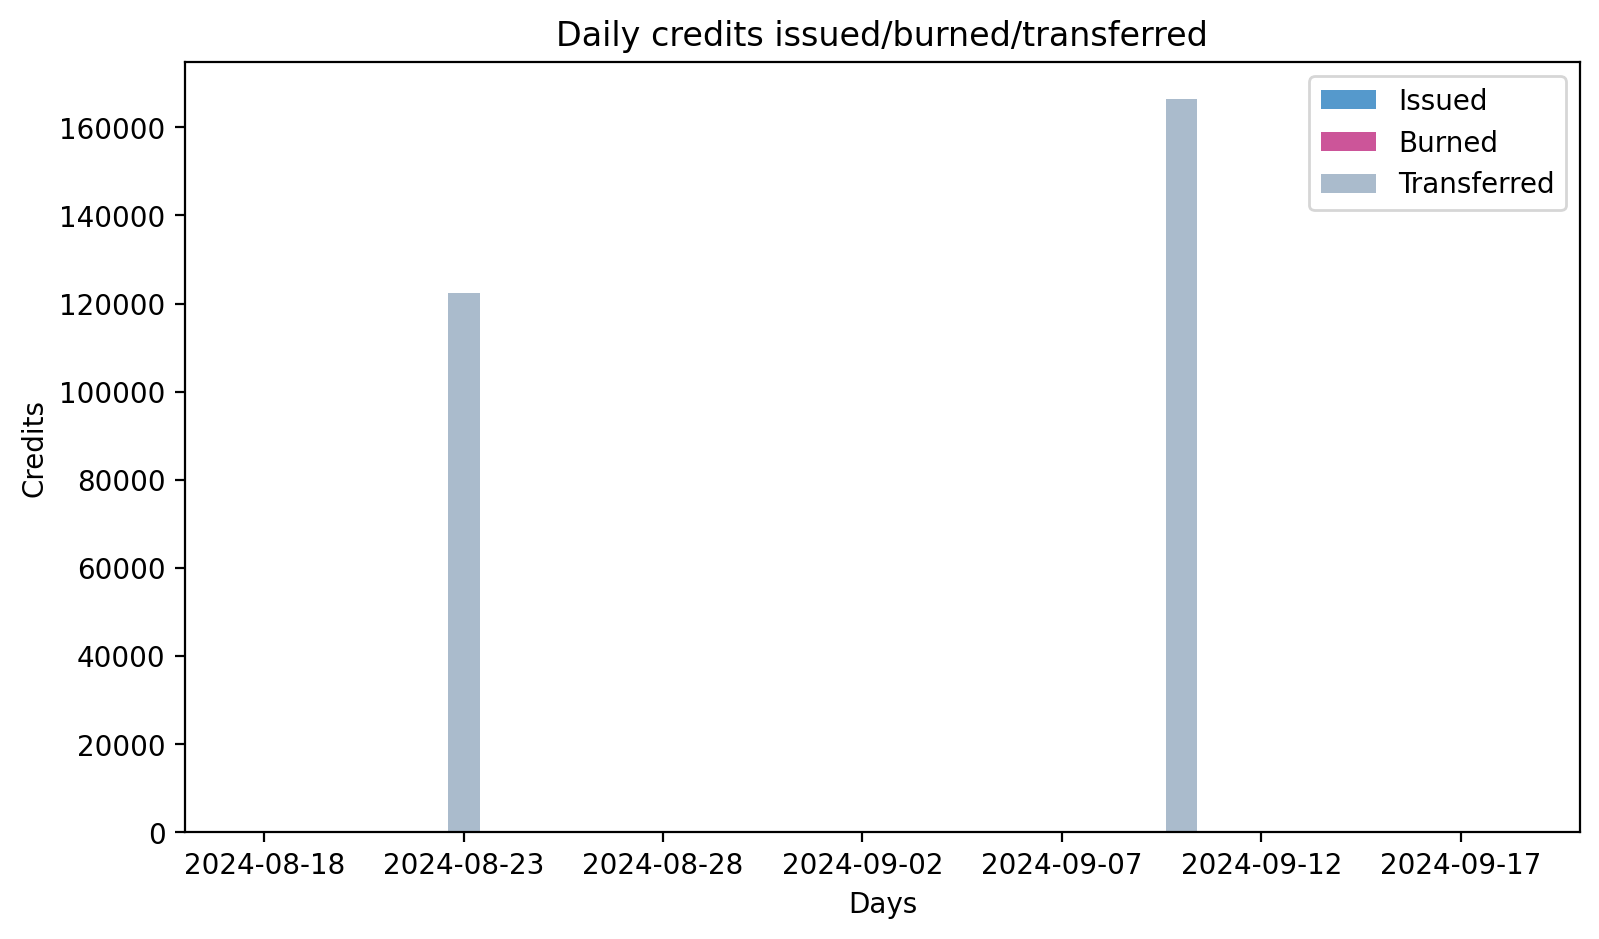 Daily credits issued/burned/transferred
Issued
Burned
Transferred
160000
140000
120000
100000
80000
60000
40000
20000
0
Credits
2024-08-18 2024-08-23 2024-08-28 2024-09-02 2024-09-07 2024-09-12 2024-09-17
Days